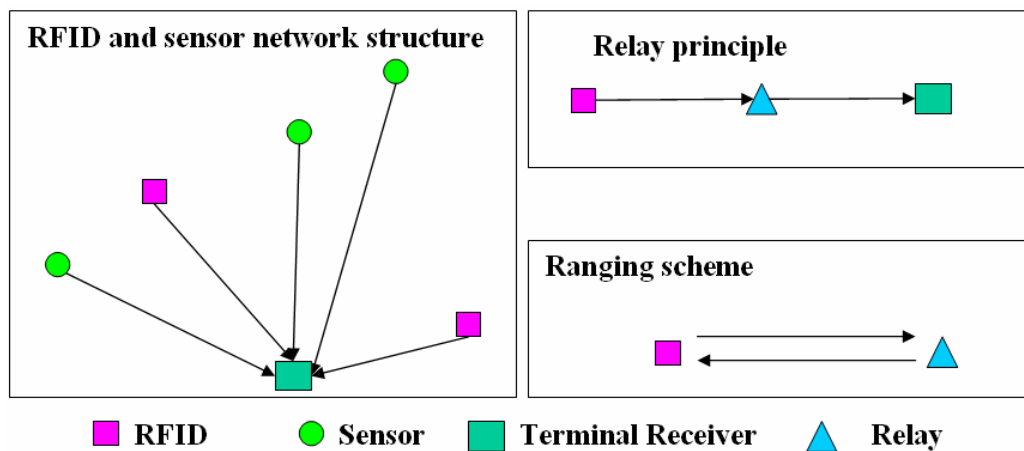 RFID and sensor network structure
Relay principle
Ranging scheme
RFID
Sensor
Terminal Receiver
Relay